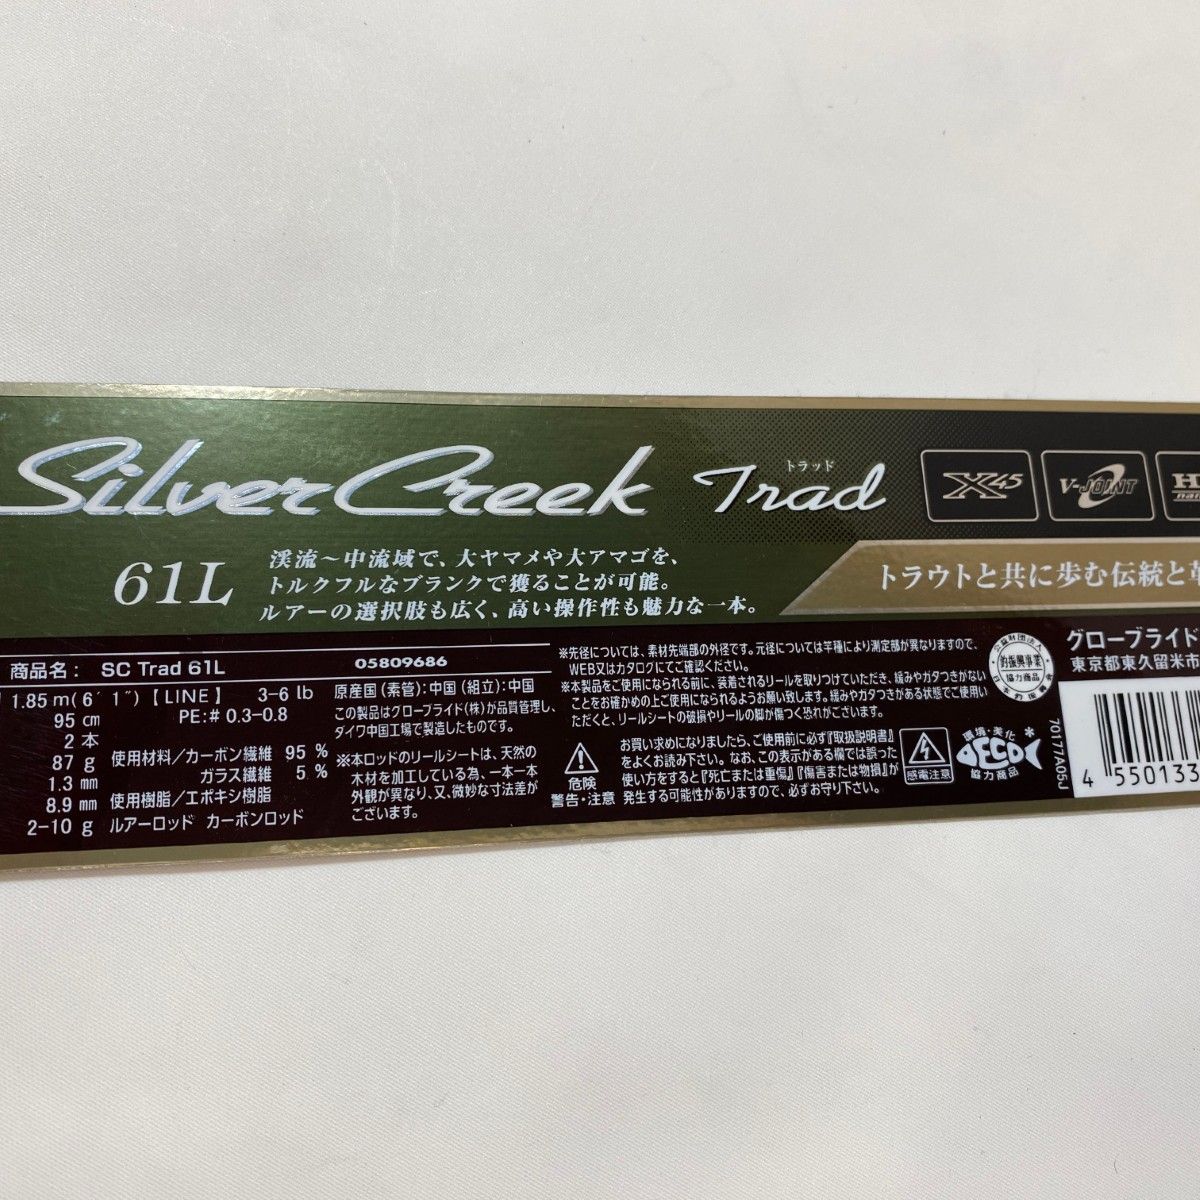 Silver Creek Trad
トラッド
X45
V-JOINT
61L
渓流～中流域で、大ヤマメや大アマゴを、
トルクフルなブランクで獲ることが可能。
ルアーの選択肢も広く、高い操作性も魅力な一本。
トラウトと共に歩む伝統と
商品名： SC Trad 61L 05809686
1.85 m(6´1˝)【LINE】 3-6 lb
PE:# 0.3-0.8
95 cm
2 本
87 g 使用材料／カーボン繊維 95 %
ガラス繊維 5 %
1.3 mm
8.9 mm 使用樹脂／エポキシ樹脂
2-10 g ルアーロッド カーボンロッド
原産国（素管）：中国（組立）：中国
この製品はグローブライド(株)が品質管理し、
ダイワ中国工場で製造したものです。
※本ロッドのリールシートは、天然の
木材を加工している為、一本一本
外観が異なり、又、微妙な寸法差が
ございます。
※先径については、素材先端部の外径です。元径については竿種により測定部が異なりますので、
WEB又はカタログにてご確認ください。
※本製品をご使用になられる前に、装着されるリールを取りつけていただき、緩みやガタつきがない
ことをお確かめの上ご使用になられるようお願い致します。緩みやガタつきがある状態でご使用い
ただくと、リールシートの破損やリールの脚が傷つく恐れがございます。
危険
警告・注意
お買い求めになりましたら、ご使用前に必ず『取扱説明書』
をよくお読み下さい。なお、この表示がある欄では誤った
使い方をすると『死亡または重傷』『傷害または物損』が
発生する可能性がありますので、必ずお守り下さい。
感電注意
環境・美化
ECO
協力商品
公益財団法人
釣振興事業
協力商品
日本釣振興会
グローブライド
東京都東久留米市
70177A05J
4 550133